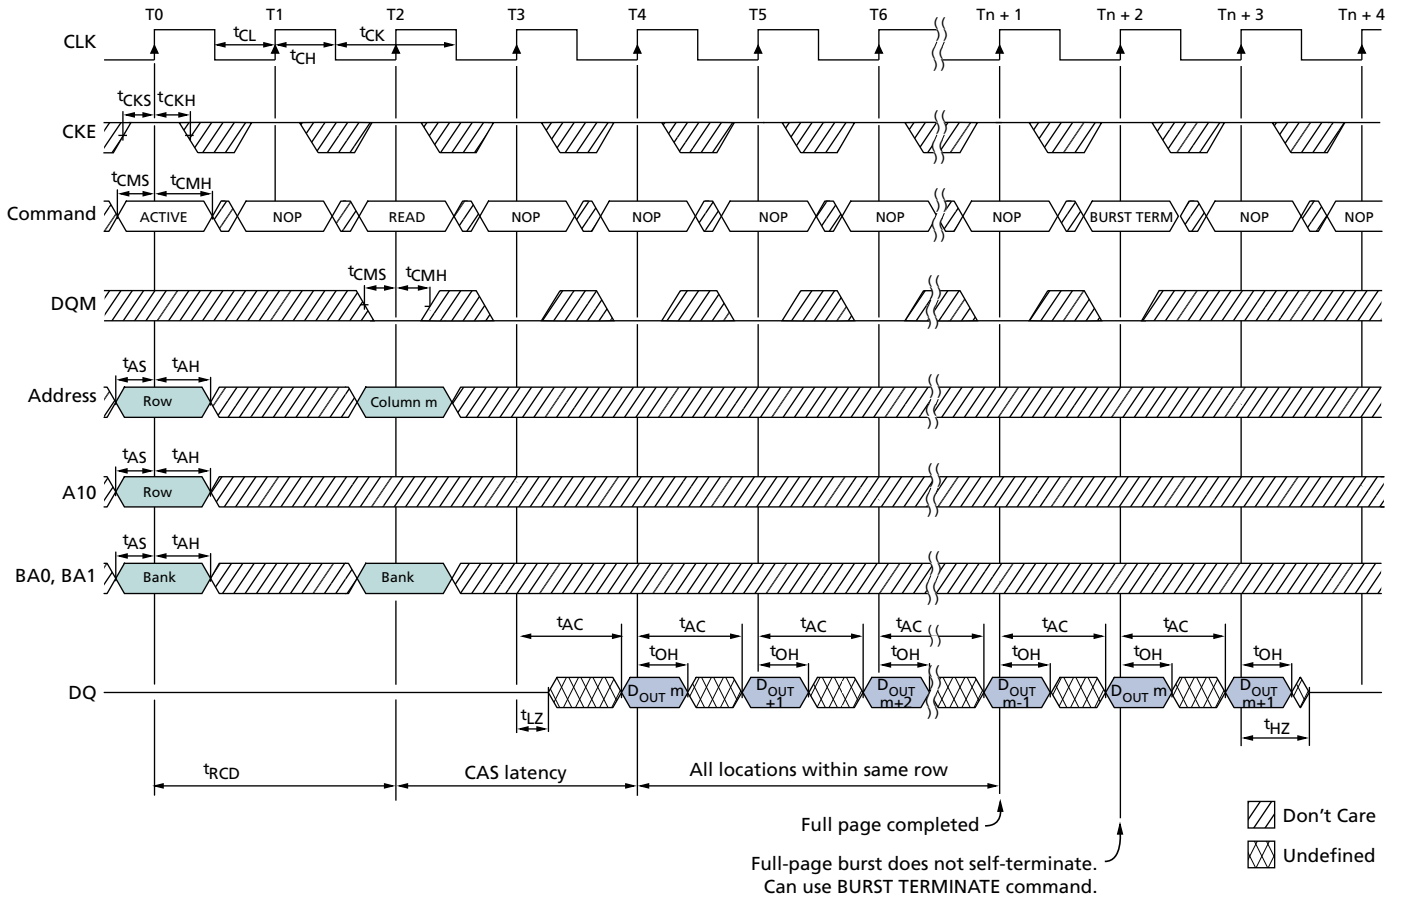 T0 T1 T2 T3 T4 T5 T6 Tn + 1 Tn + 2 Tn + 3 Tn + 4
CLK tCL tCH tCK
tCKS tCKH
CKE
tCMS tCMH
Command ACTIVE NOP READ NOP NOP NOP NOP NOP BURST TERM NOP NOP
tCMS tCMH
DQM
tAS tAH
Address Row Column m
tAS tAH
A10 Row
tAS tAH
BA0, BA1 Bank Bank
tAC tAC tAC tAC tAC tAC
tOH tOH tOH tOH tOH tOH
DQ DOUT m DOUT +1 DOUT m+2 DOUT m-1 DOUT m DOUT m+1
tLZ tHZ
tRCD CAS latency All locations within same row
Full page completed
Full-page burst does not self-terminate.
Can use BURST TERMINATE command.
Don't Care
Undefined